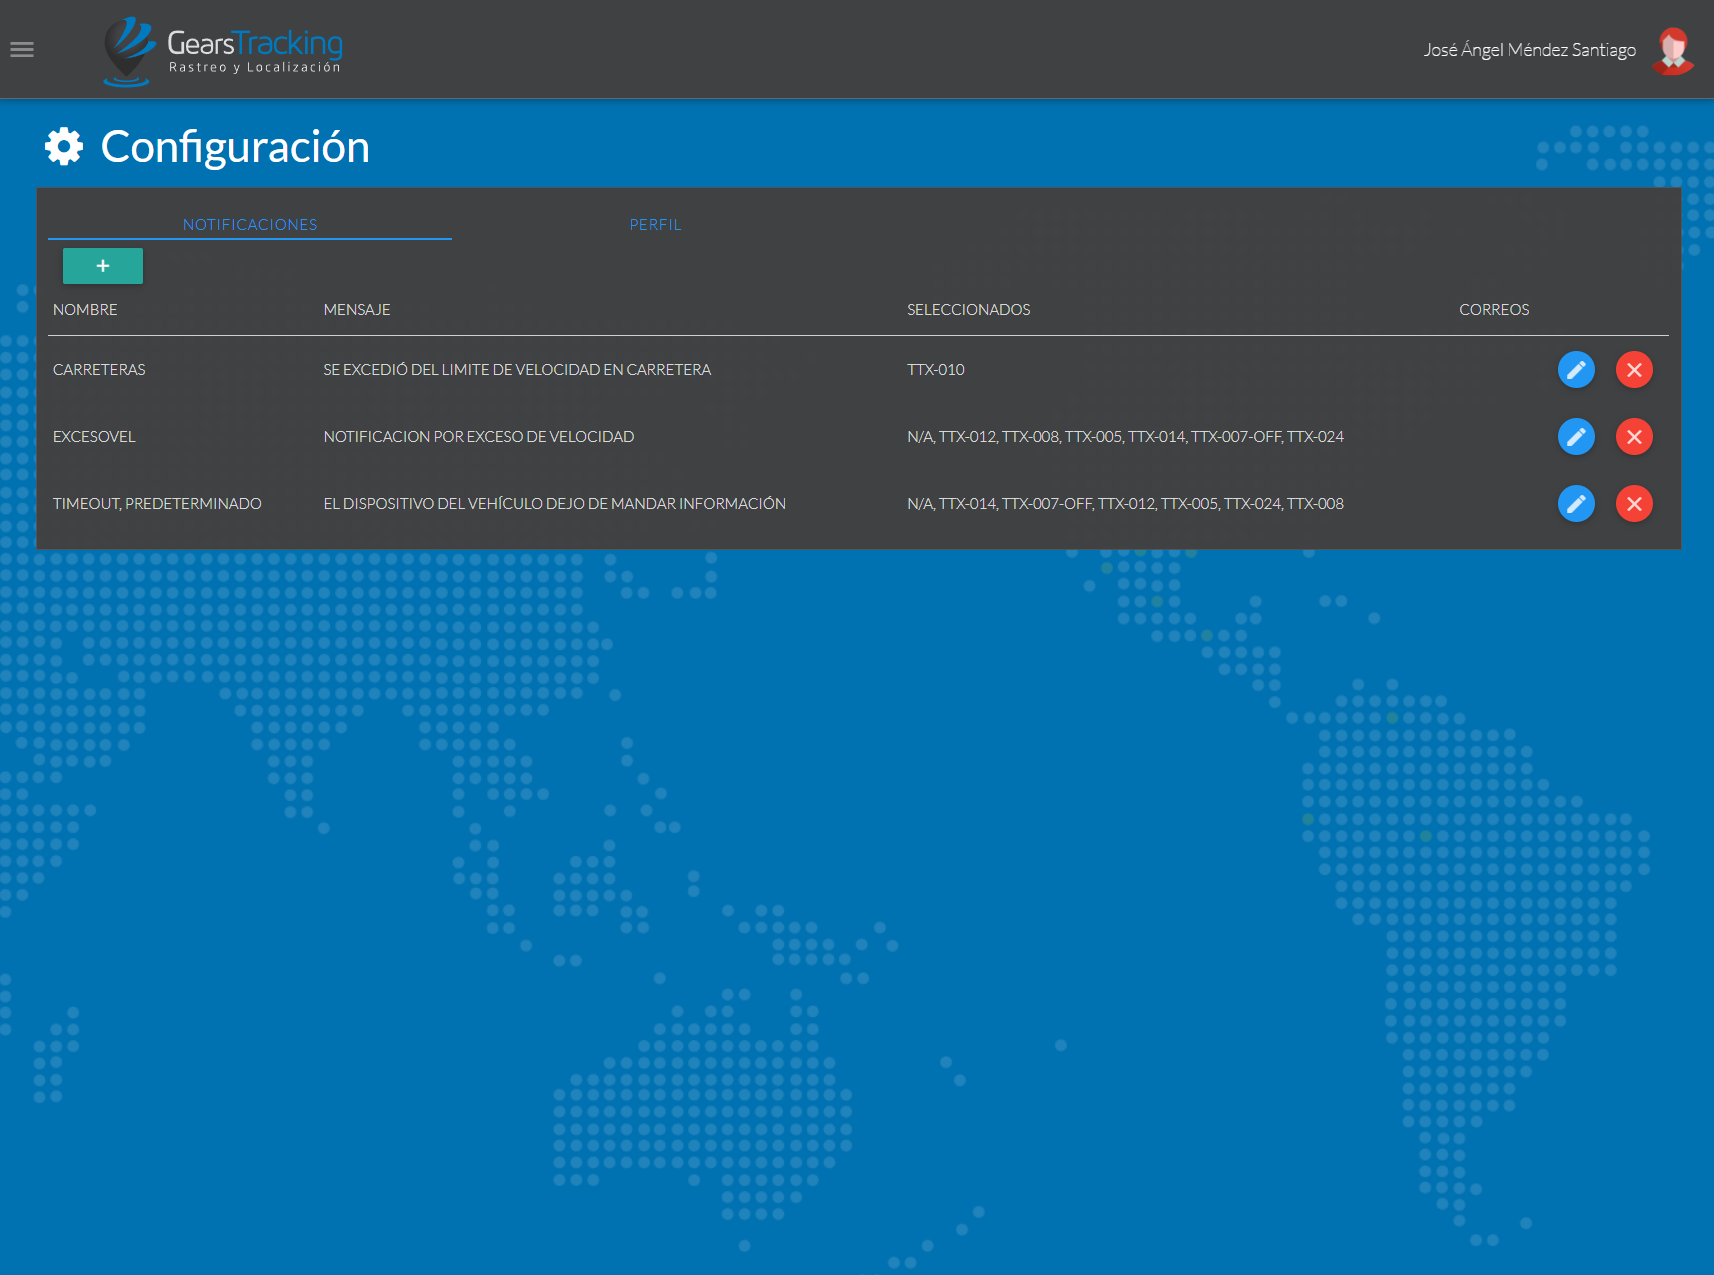 GearsTracking
Rastreo y Localización
José Ángel Méndez Santiago
Configuración
NOTIFICACIONES PERFIL
+
NOMBRE MENSAJE SELECCIONADOS CORREOS
CARRETERAS SE EXCEDIÓ DEL LIMITE DE VELOCIDAD EN CARRETERA TTX-010
EXCESOVEL NOTIFICACION POR EXCESO DE VELOCIDAD N/A, TTX-012, TTX-008, TTX-005, TTX-014, TTX-007-OFF, TTX-024
TIMEOUT, PREDETERMINADO EL DISPOSITIVO DEL VEHÍCULO DEJO DE MANDAR INFORMACIÓN N/A, TTX-014, TTX-007-OFF, TTX-012, TTX-005, TTX-024, TTX-008